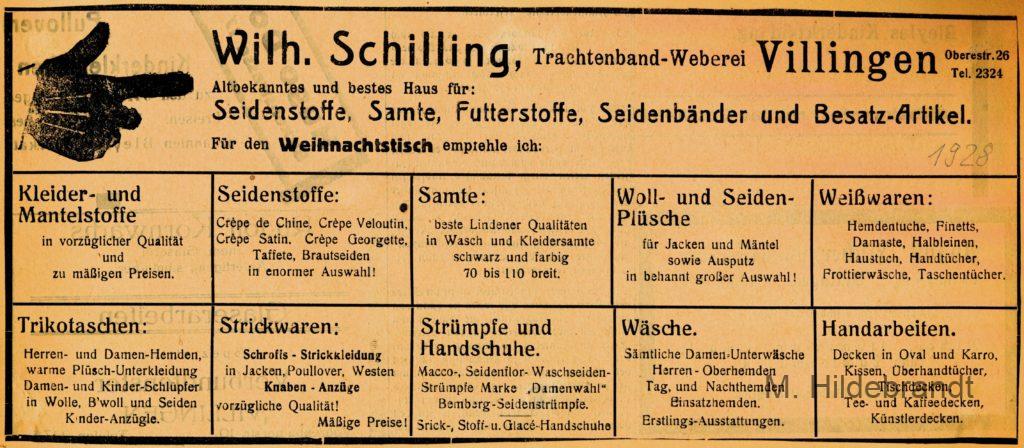 Wilh. Schilling, Trachtenband-Weberei Villingen Oberestr. 26
Tel. 2324
Altbekanntes und bestes Haus für:
Seidenstoffe, Samte, Futterstoffe, Seidenbänder und Besatz-Artikel.
Für den Weihnachtstisch empfehle ich:
1928
Kleider- und
Mantelstoffe
in vorzüglicher Qualität
und
zu mäßigen Preisen.
Seidenstoffe:
Crêpe de Chine, Crêpe Veloutin,
Crêpe Satin, Crêpe Georgette,
Taffete, Brautseiden
in enormer Auswahl!
Samte:
beste Lindener Qualitäten
in Wasch und Kleidersamte
schwarz und farbig
70 bis 110 breit.
Woll- und Seiden-
Plüsche
für Jacken und Mäntel
sowie Ausputz
in bekannt großer Auswahl!
Weißwaren:
Hemdentuche, Finetts,
Damaste, Halbleinen,
Haustuch, Handtücher,
Frottierwäsche, Taschentücher.
Trikotaschen:
Herren- und Damen-Hemden,
warme Plüsch-Unterkleidung
Damen- und Kinder-Schlupfer
in Wolle, B'woll und Seiden
Kinder-Anzügle.
Strickwaren:
Schrofis - Strickkleidung
in Jacken, Poullover, Westen
Knaben - Anzüge
vorzügliche Qualität!
Mäßige Preise!
Strümpfe und
Handschuhe.
Macco-, Seidenflor-Waschseiden-
Strümpfe Marke „Damenwahl"
Bemberg-Seidenstrümpfe.
Srick-, Stoff- u. Glacé-Handschuhe
Wäsche.
Sämtliche Damen-Unterwäsche
Herren - Oberhemden
Tag, und Nachthemden
Einsatzhemden.
Erstlings-Ausstattungen.
Handarbeiten.
Decken in Oval und Karo,
Kissen, Oberhandtücher,
Tischdecken,
Tee- und Kaffeedecken,
Künstlerdecken.
M. Hildebrandt